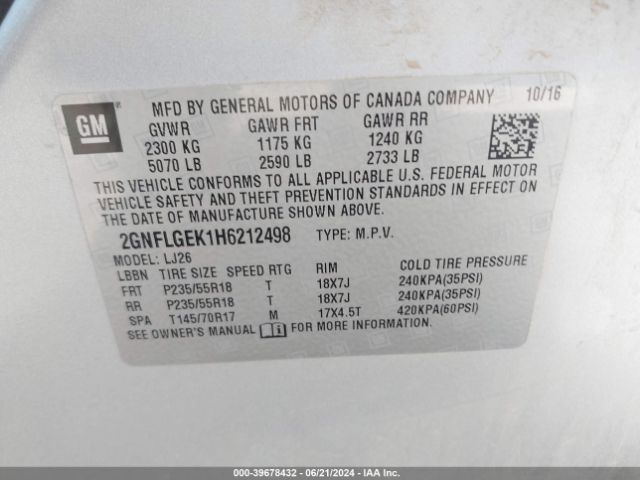 GM
MFD BY GENERAL MOTORS OF CANADA COMPANY 10/16
GVWR GAWR FRT GAWR RR
2300 KG 1175 KG 1240 KG
5070 LB 2590 LB 2733 LB
THIS VEHICLE CONFORMS TO ALL APPLICABLE U.S. FEDERAL MOTOR
VEHICLE SAFETY AND THEFT PREVENTION STANDARDS IN EFFECT ON
THE DATE OF MANUFACTURE SHOWN ABOVE.
2GNFLGEK1H6212498 TYPE: M.P.V.
MODEL: LJ26
LBBN TIRE SIZE SPEED RTG RIM COLD TIRE PRESSURE
FRT P235/55R18 T 18X7J 240KPA(35PSI)
RR P235/55R18 T 18X7J 240KPA(35PSI)
SPA T145/70R17 M 17X4.5T 420KPA(60PSI)
SEE OWNER'S MANUAL FOR MORE INFORMATION.
000-39678432 - 06/21/2024 - IAA Inc.